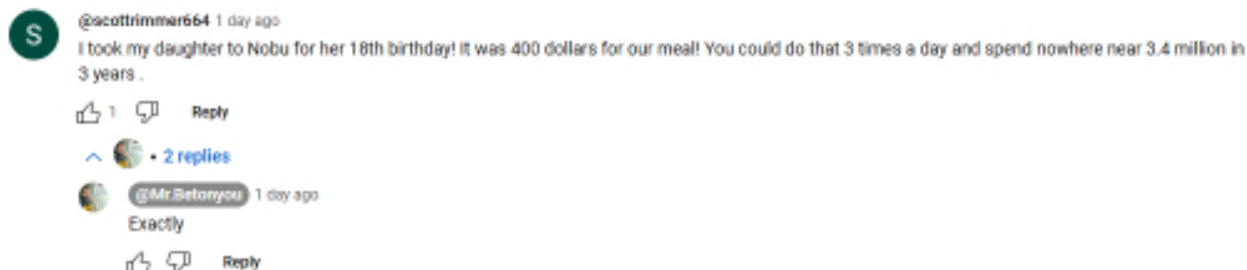 S
@scottrimmer664 1 day ago
I took my daughter to Nobu for her 18th birthday! It was 400 dollars for our meal! You could do that 3 times a day and spend nowhere near 3.4 million in
3 years .
1 Reply
• 2 replies
@Mr.Betonyou 1 day ago
Exactly
Reply